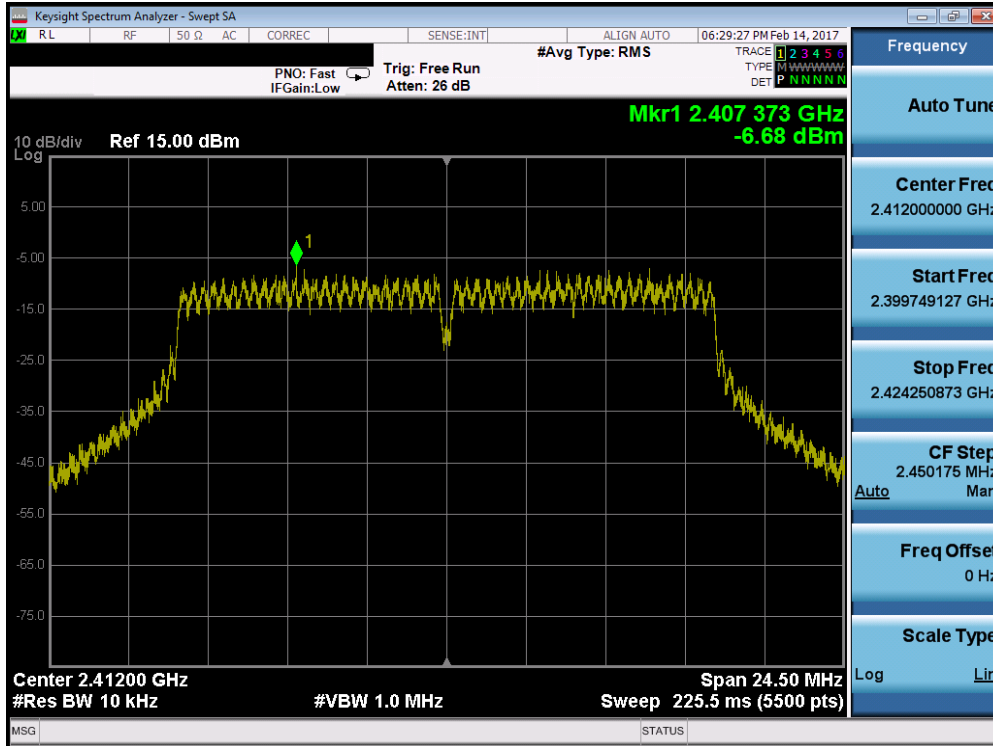 Keysight Spectrum Analyzer - Swept SA
LXI RL RF 50 Ω AC CORREC SENSE:INT ALIGN AUTO 06:29:27 PM Feb 14, 2017
#Avg Type: RMS
TRACE 1 2 3 4 5 6
TYPE M WWWWW
DET P N N N N N
PNO: Fast
IFGain:Low
Trig: Free Run
Atten: 26 dB
Mkr1 2.407 373 GHz
-6.68 dBm
10 dB/div
Log
Ref 15.00 dBm
5.00
-5.00
-15.0
-25.0
-35.0
-45.0
-55.0
-65.0
-75.0
1
Center 2.41200 GHz
Span 24.50 MHz
#Res BW 10 kHz
#VBW 1.0 MHz
Sweep 225.5 ms (5500 pts)
MSG
STATUS
Frequency
Auto Tune
Center Freq
2.412000000 GHz
Start Freq
2.399749127 GHz
Stop Freq
2.424250873 GHz
CF Step
2.450175 MHz
Auto Man
Freq Offset
0 Hz
Scale Type
Log Lin